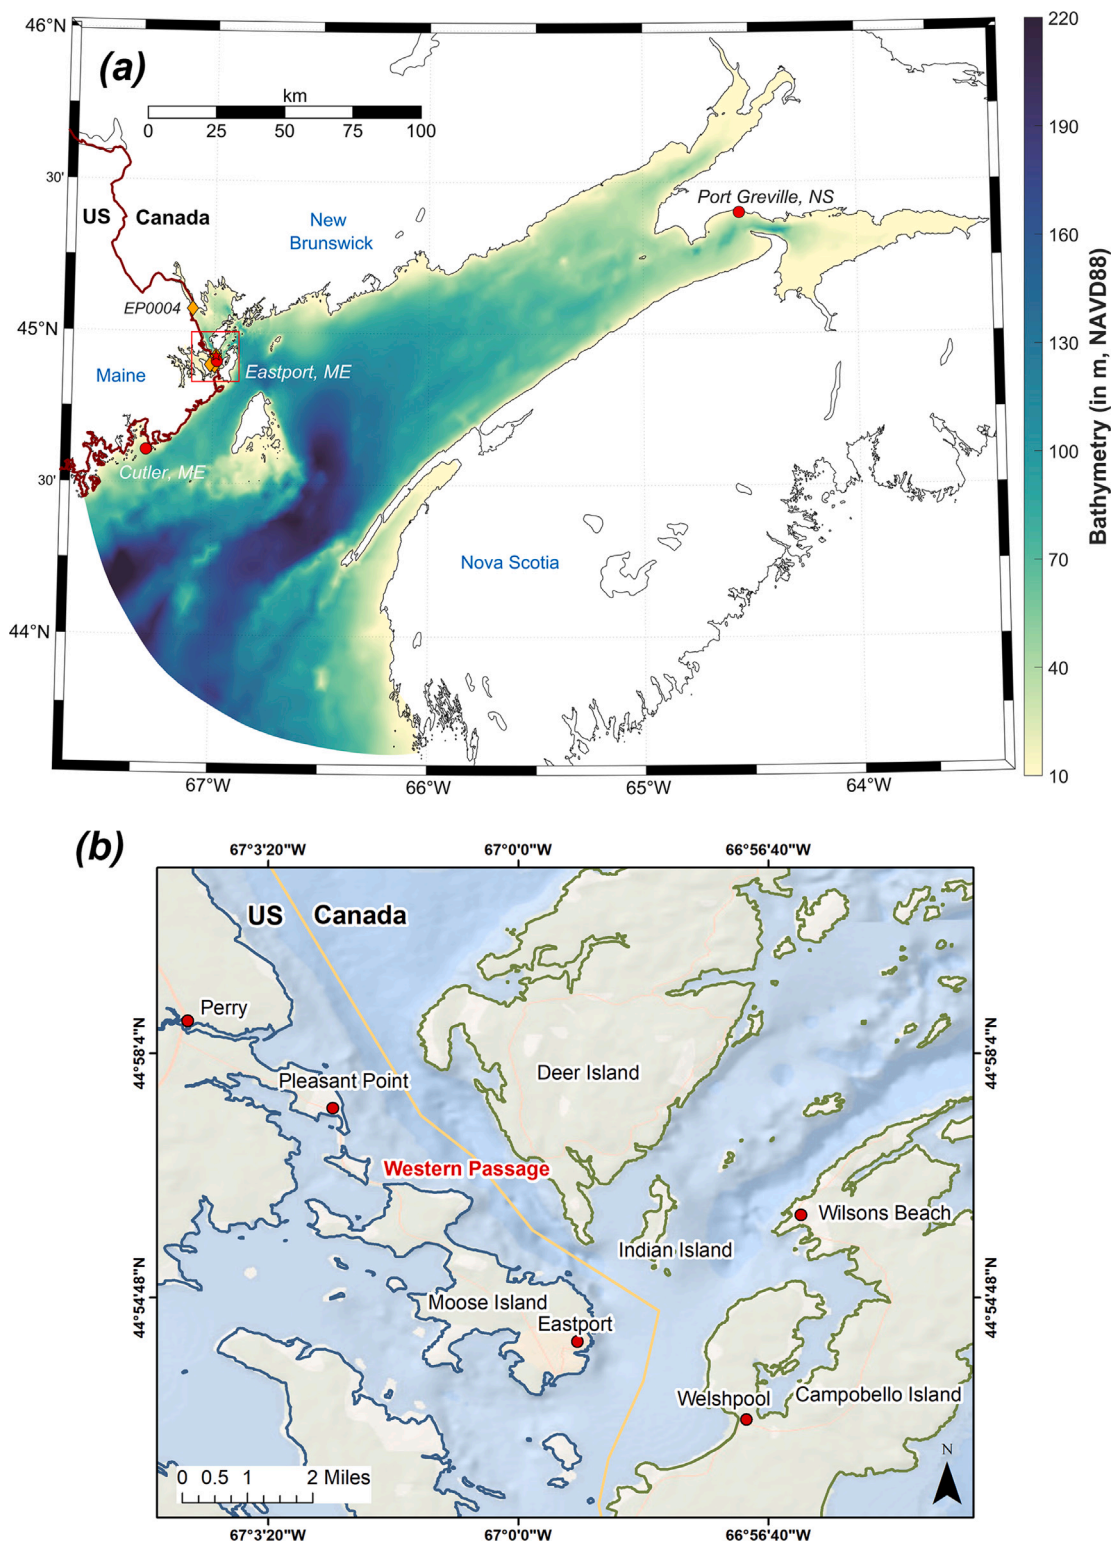 46°N
(a)
km
0 25 50 75 100
220
190
30'
Port Greville, NS
US Canada
New
Brunswick
160
EP0004
45°N
130
Maine
Eastport, ME
Bathymetry (in m, NAVD88)
100
Cutler, ME
30'
Nova Scotia
70
44°N
40
10
67°W 66°W 65°W 64°W
(b)
67°3'20"W 67°0'0"W 66°56'40"W
US Canada
Perry
44°58'4"N
44°58'4"N
Deer Island
Pleasant Point
Western Passage
Wilsons Beach
Indian Island
44°54'48"N
44°54'48"N
Moose Island
Eastport
Welshpool
Campobello Island
N
0 0.5 1 2 Miles
67°3'20"W 67°0'0"W 66°56'40"W